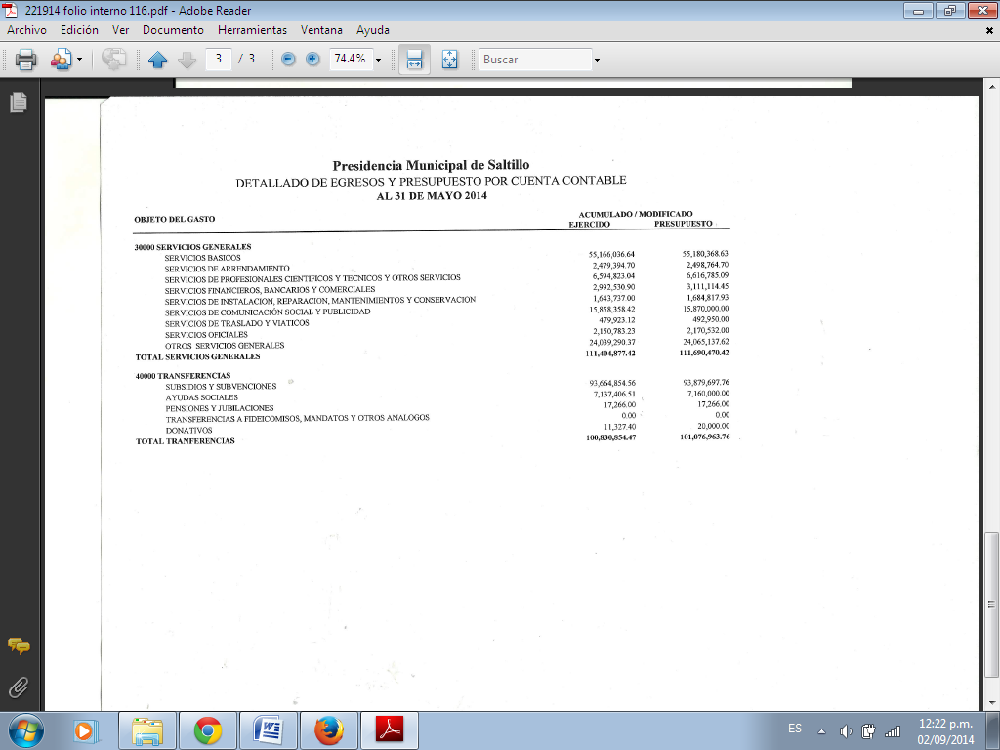 221914 folio interno 116.pdf - Adobe Reader
Archivo Edición Ver Documento Herramientas Ventana Ayuda
3 / 3 74.4% Buscar
Presidencia Municipal de Saltillo
DETALLADO DE EGRESOS Y PRESUPUESTO POR CUENTA CONTABLE
AL 31 DE MAYO 2014
OBJETO DEL GASTO ACUMULADO / MODIFICADO
EJERCIDO PRESUPUESTO
30000 SERVICIOS GENERALES
SERVICIOS BASICOS 55,166,036.64 55,180,368.63
SERVICIOS DE ARRENDAMIENTO 2,479,394.70 2,498,764.70
SERVICIOS DE PROFESIONALES CIENTIFICOS Y TECNICOS Y OTROS SERVICIOS 6,594,823.04 6,616,785.09
SERVICIOS FINANCIEROS, BANCARIOS Y COMERCIALES 2,992,530.90 3,111,114.45
SERVICIOS DE INSTALACION, REPARACION, MANTENIMIENTOS Y CONSERVACION 1,643,737.00 1,684,817.93
SERVICIOS DE COMUNICACIÓN SOCIAL Y PUBLICIDAD 15,858,358.42 15,870,000.00
SERVICIOS DE TRASLADO Y VIATICOS 479,923.12 492,950.00
SERVICIOS OFICIALES 2,150,783.23 2,170,532.00
OTROS SERVICIOS GENERALES 24,039,290.37 24,065,137.62
TOTAL SERVICIOS GENERALES 111,404,877.42 111,690,470.42
40000 TRANSFERENCIAS
SUBSIDIOS Y SUBVENCIONES 93,664,854.56 93,879,697.76
AYUDAS SOCIALES 7,137,406.51 7,160,000.00
PENSIONES Y JUBILACIONES 17,266.00 17,266.00
TRANSFERENCIAS A FIDEICOMISOS, MANDATOS Y OTROS ANALOGOS 0.00 0.00
DONATIVOS 11,327.40 20,000.00
TOTAL TRANFERENCIAS 100,830,854.47 101,076,963.76
ES 12:22 p.m.
02/09/2014